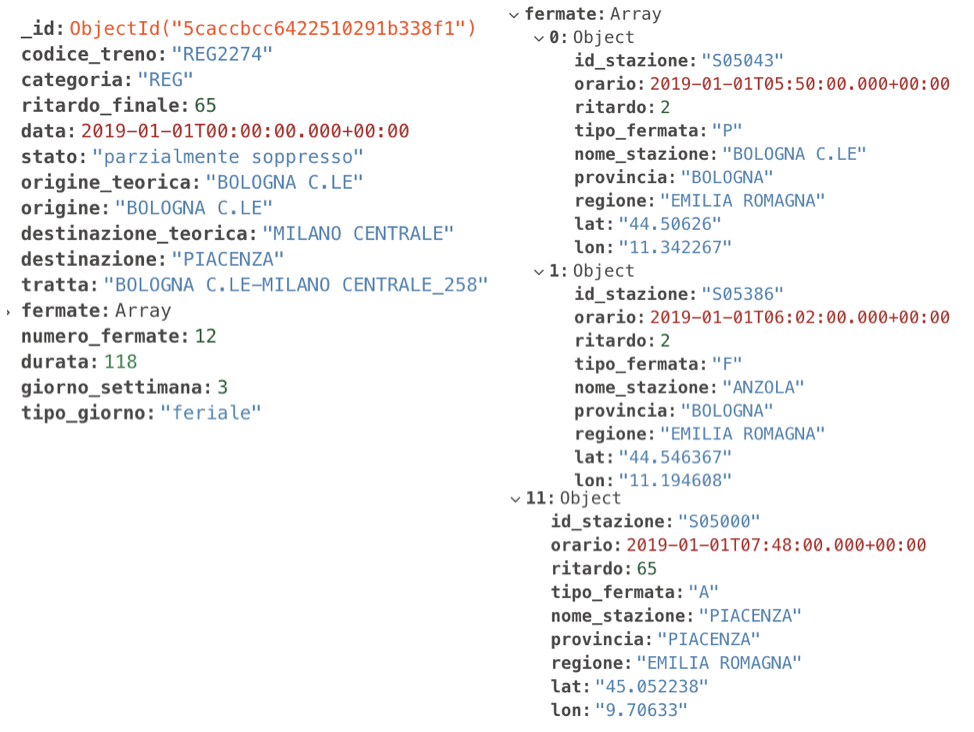 _id: ObjectId("5caccbcc6422510291b338f1")
codice_treno: "REG2274"
categoria: "REG"
ritardo_finale: 65
data: 2019-01-01T00:00:00.000+00:00
stato: "parzialmente soppresso"
origine_teorica: "BOLOGNA C.LE"
origine: "BOLOGNA C.LE"
destinazione_teorica: "MILANO CENTRALE"
destinazione: "PIACENZA"
tratta: "BOLOGNA C.LE-MILANO CENTRALE_258"
fermate: Array
numero_fermate: 12
durata: 118
giorno_settimana: 3
tipo_giorno: "feriale"
fermate: Array
0: Object
id_stazione: "S05043"
orario: 2019-01-01T05:50:00.000+00:00
ritardo: 2
tipo_fermata: "P"
nome_stazione: "BOLOGNA C.LE"
provincia: "BOLOGNA"
regione: "EMILIA ROMAGNA"
lat: "44.50626"
lon: "11.342267"
1: Object
id_stazione: "S05386"
orario: 2019-01-01T06:02:00.000+00:00
ritardo: 2
tipo_fermata: "F"
nome_stazione: "ANZOLA"
provincia: "BOLOGNA"
regione: "EMILIA ROMAGNA"
lat: "44.546367"
lon: "11.194608"
11: Object
id_stazione: "S05000"
orario: 2019-01-01T07:48:00.000+00:00
ritardo: 65
tipo_fermata: "A"
nome_stazione: "PIACENZA"
provincia: "PIACENZA"
regione: "EMILIA ROMAGNA"
lat: "45.052238"
lon: "9.70633"